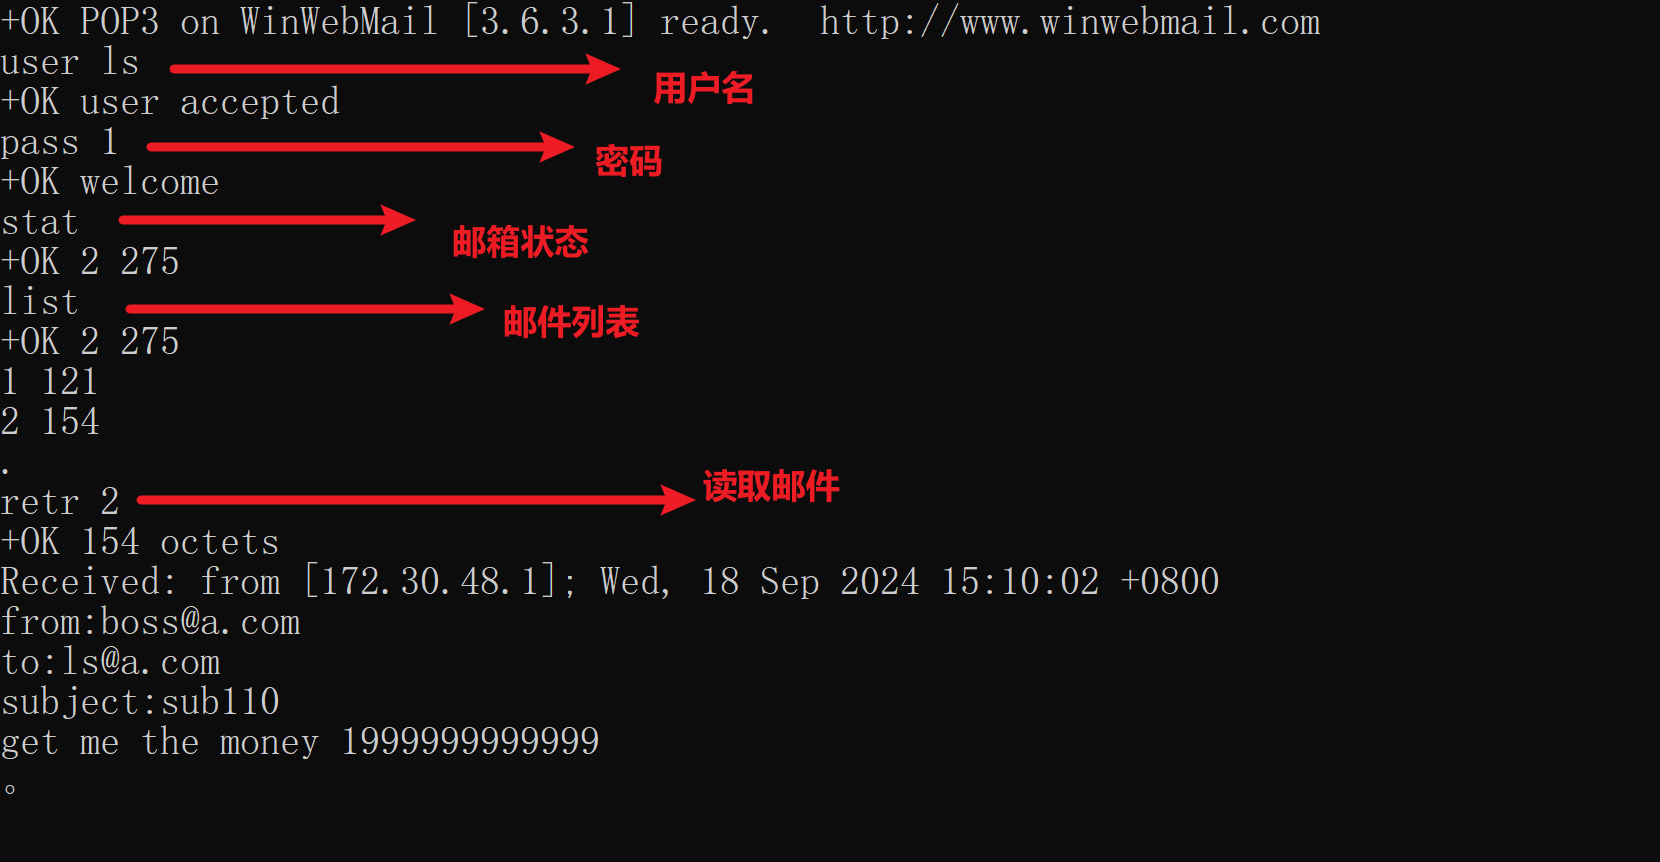 +OK POP3 on WinWebMail [3.6.3.1] ready.  http://www.winwebmail.com
user ls 用户名
+OK user accepted
pass 1 密码
+OK welcome
stat 邮箱状态
+OK 2 275
list 邮件列表
+OK 2 275
1 121
2 154
.
retr 2 读取邮件
+OK 154 octets
Received: from [172.30.48.1]; Wed, 18 Sep 2024 15:10:02 +0800
from:boss@a.com
to:ls@a.com
subject:sub110
get me the money 1999999999999
。